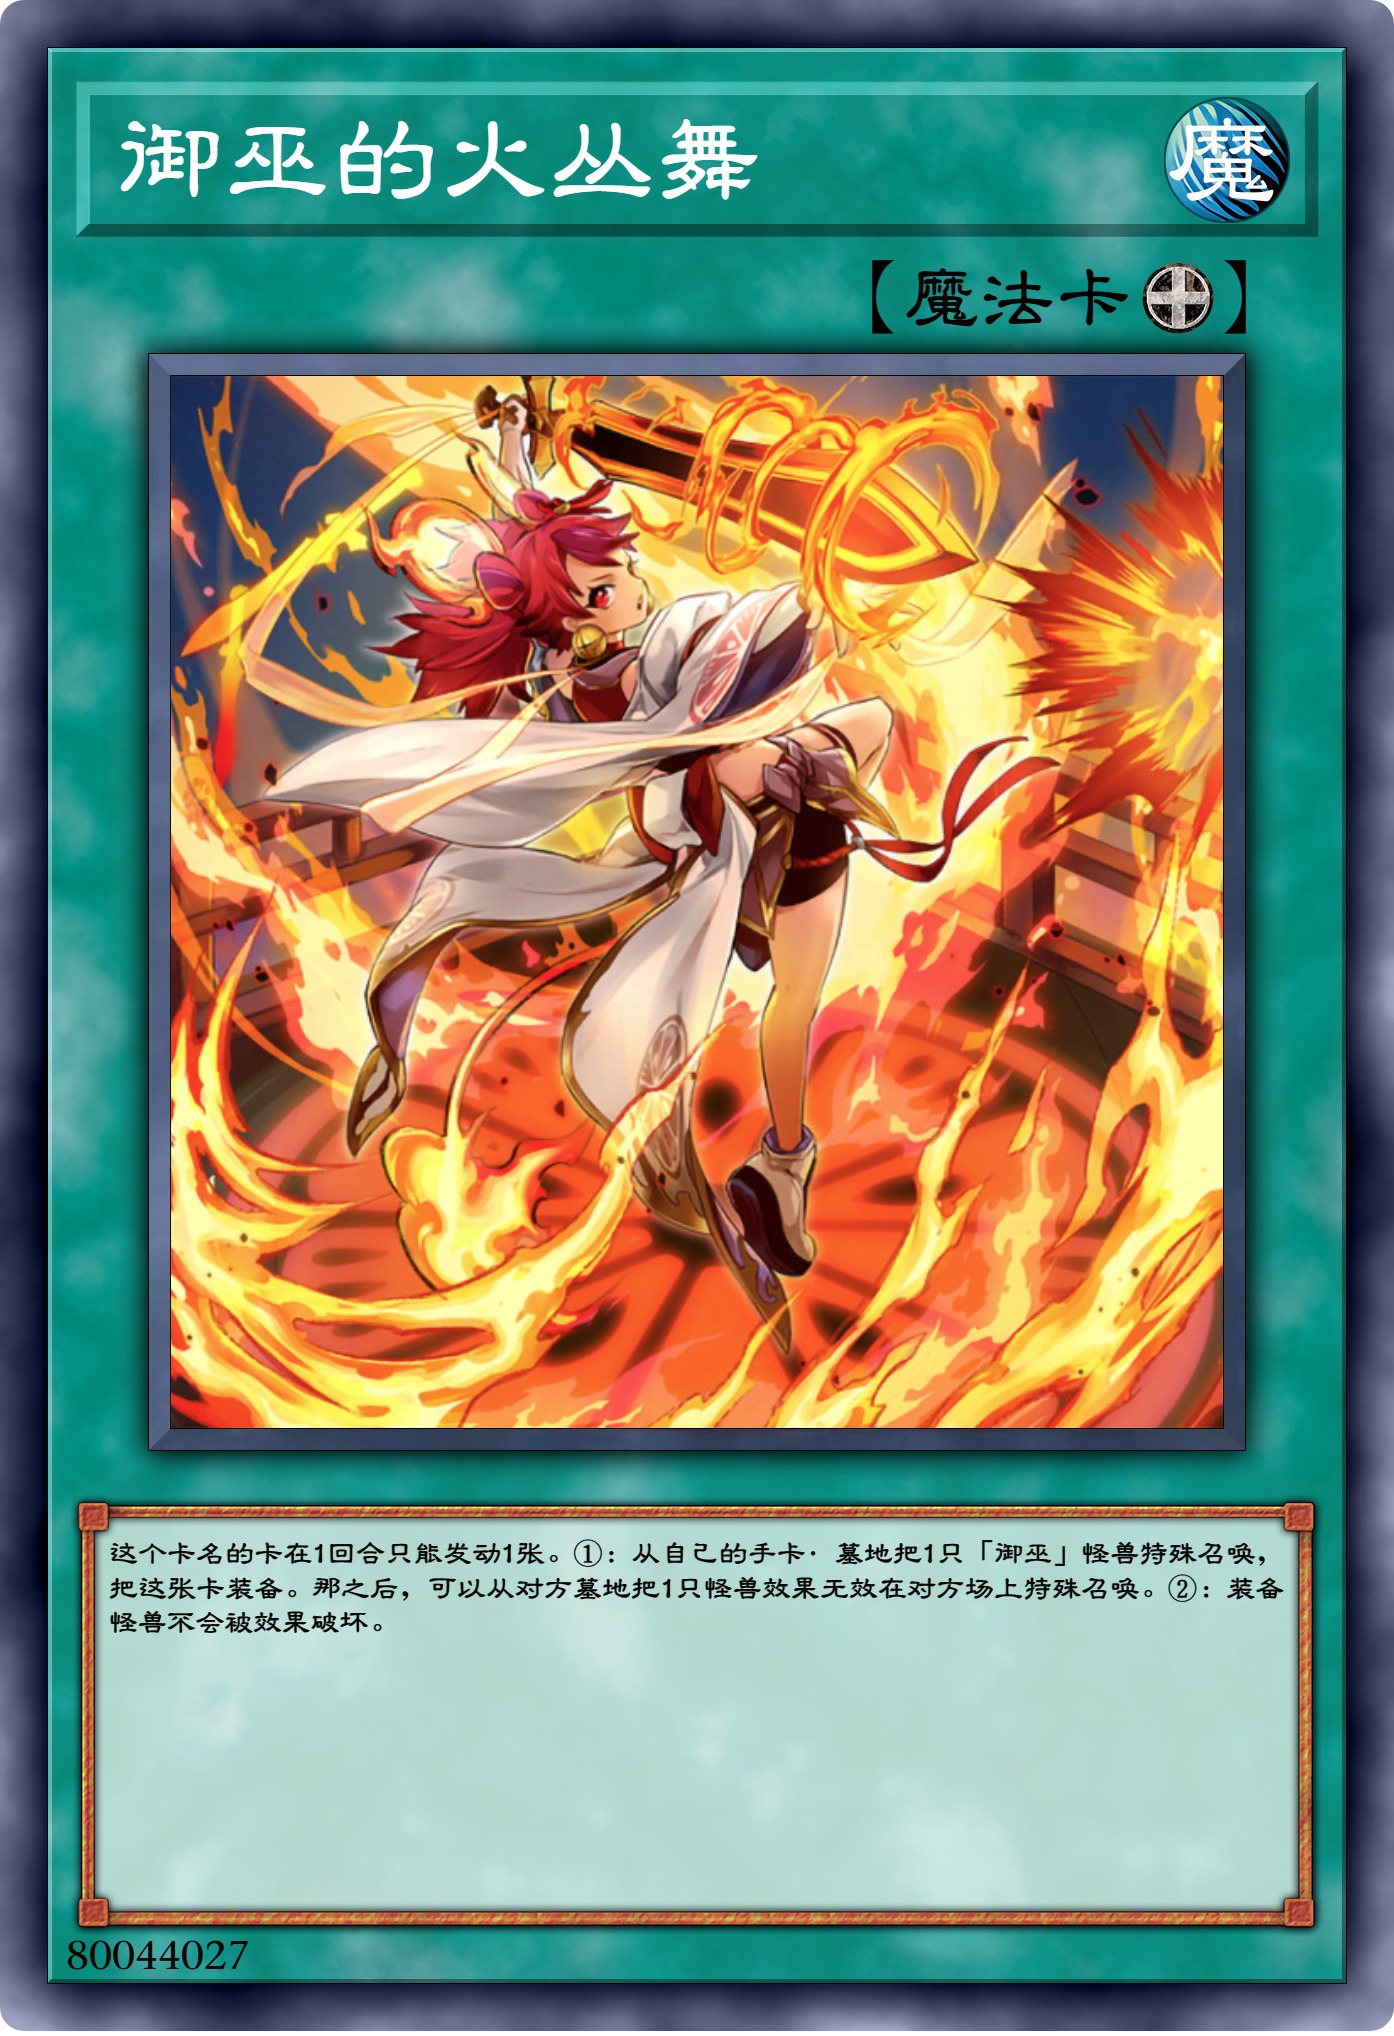 御巫的火丛舞
魔
【魔法卡】
这个卡名的卡在1回合只能发动1张。①：从自己的手卡·墓地把1只「御巫」怪兽特殊召唤，
把这张卡装备。那之后，可以从对方墓地把1只怪兽效果无效在对方场上特殊召唤。②：装备
怪兽不会被效果破坏。
80044027